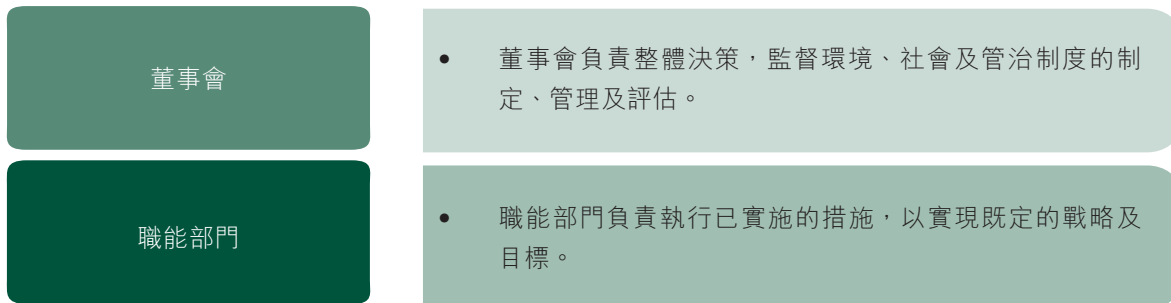 董事會
• 董事會負責整體決策，監督環境、社會及管治制度的制
定、管理及評估。
職能部門
• 職能部門負責執行已實施的措施，以實現既定的戰略及
目標。